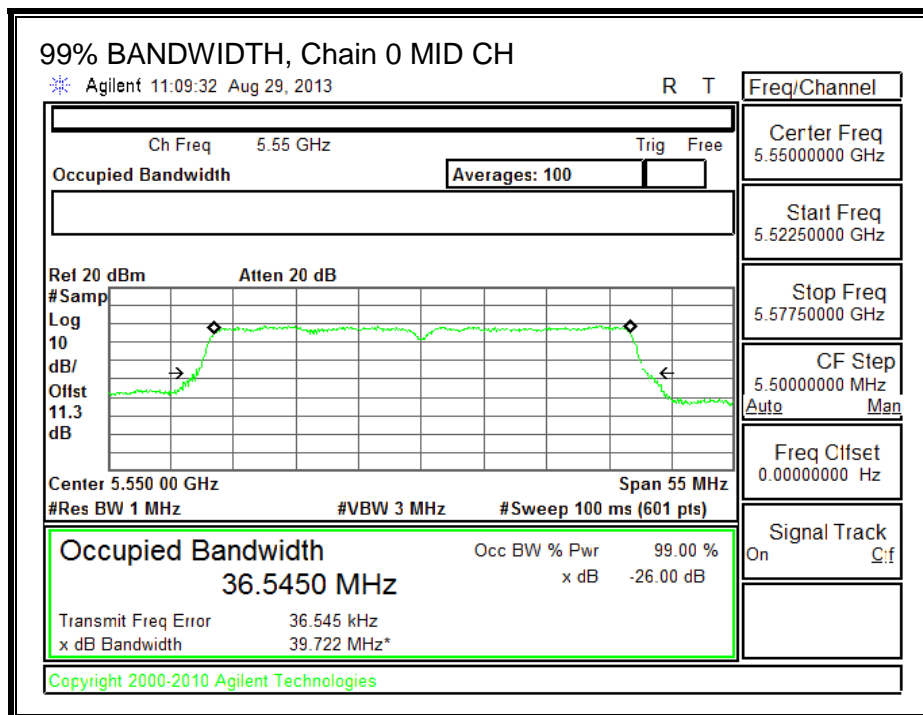 99% BANDWIDTH, Chain 0 MID CH
Agilent 11:09:32 Aug 29, 2013 R T
Freq/Channel
Ch Freq 5.55 GHz Trig Free
Occupied Bandwidth Averages: 100
Center Freq
5.55000000 GHz
Start Freq
5.52250000 GHz
Stop Freq
5.57750000 GHz
CF Step
5.50000000 MHz
Auto Man
Freq Offset
0.00000000 Hz
Signal Track
On Off
Ref 20 dBm Atten 20 dB
#Samp
Log
10
dB/
Offst
11.3
dB
Center 5.550 00 GHz Span 55 MHz
#Res BW 1 MHz #VBW 3 MHz #Sweep 100 ms (601 pts)
Occupied Bandwidth Occ BW % Pwr 99.00 %
36.5450 MHz x dB -26.00 dB
Transmit Freq Error 36.545 kHz
x dB Bandwidth 39.722 MHz*
Copyright 2000-2010 Agilent Technologies